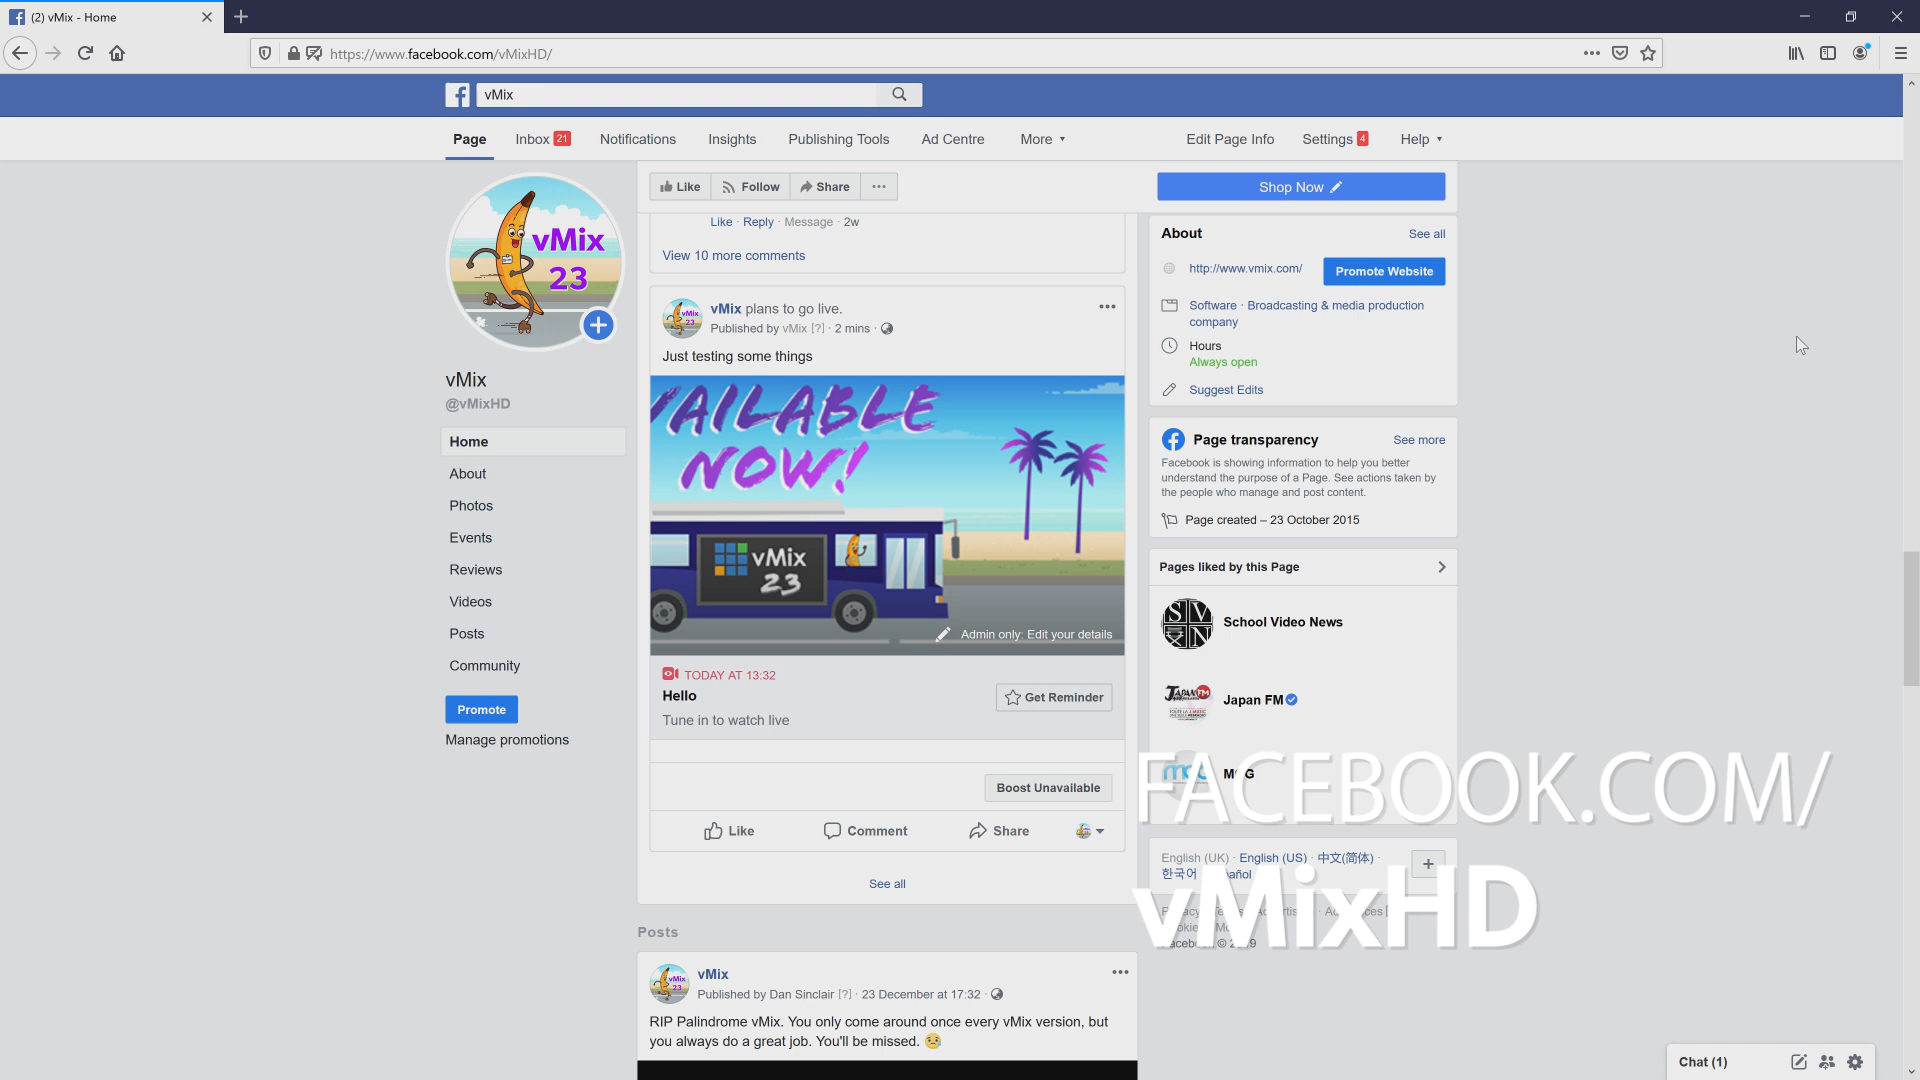 (2) vMix - Home
https://www.facebook.com/vMixHD/
vMix
Page
Inbox 21
Notifications
Insights
Publishing Tools
Ad Centre
More
Edit Page Info
Settings 4
Help
Like
Follow
Share
Shop Now
vMix
23
vMix
@vMixHD
Home
About
Photos
Events
Reviews
Videos
Posts
Community
Promote
Manage promotions
Like · Reply · Message · 2w
View 10 more comments
vMix plans to go live.
Published by vMix [?] · 2 mins ·
Just testing some things
VAILABLE
NOW!
vMix
23
Admin only: Edit your details
TODAY AT 13:32
Hello
Tune in to watch live
Get Reminder
Boost Unavailable
Like
Comment
Share
See all
Posts
vMix
Published by Dan Sinclair [?] · 23 December at 17:32 ·
RIP Palindrome vMix. You only come around once every vMix version, but
you always do a great job. You'll be missed. 😢
About
See all
http://www.vmix.com/
Promote Website
Software · Broadcasting & media production
company
Hours
Always open
Suggest Edits
Page transparency
See more
Facebook is showing information to help you better
understand the purpose of a Page. See actions taken by
the people who manage and post content.
Page created – 23 October 2015
Pages liked by this Page
School Video News
Japan FM
FACEBOOK.COM/
vMixHD
English (UK) · English (US) · 中文(简体) ·
한국어
Chat (1)